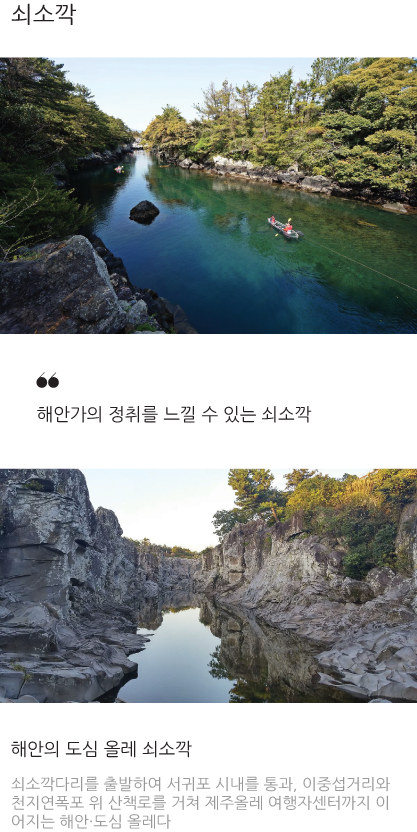 쇠소깍
❝
해안가의 정취를 느낄 수 있는 쇠소깍
해안의 도심 올레 쇠소깍
쇠소깍다리를 출발하여 서귀포 시내를 통과, 이중섭거리와
천지연폭포 위 산책로를 거쳐 제주올레 여행자센터까지 이
어지는 해안·도심 올레다